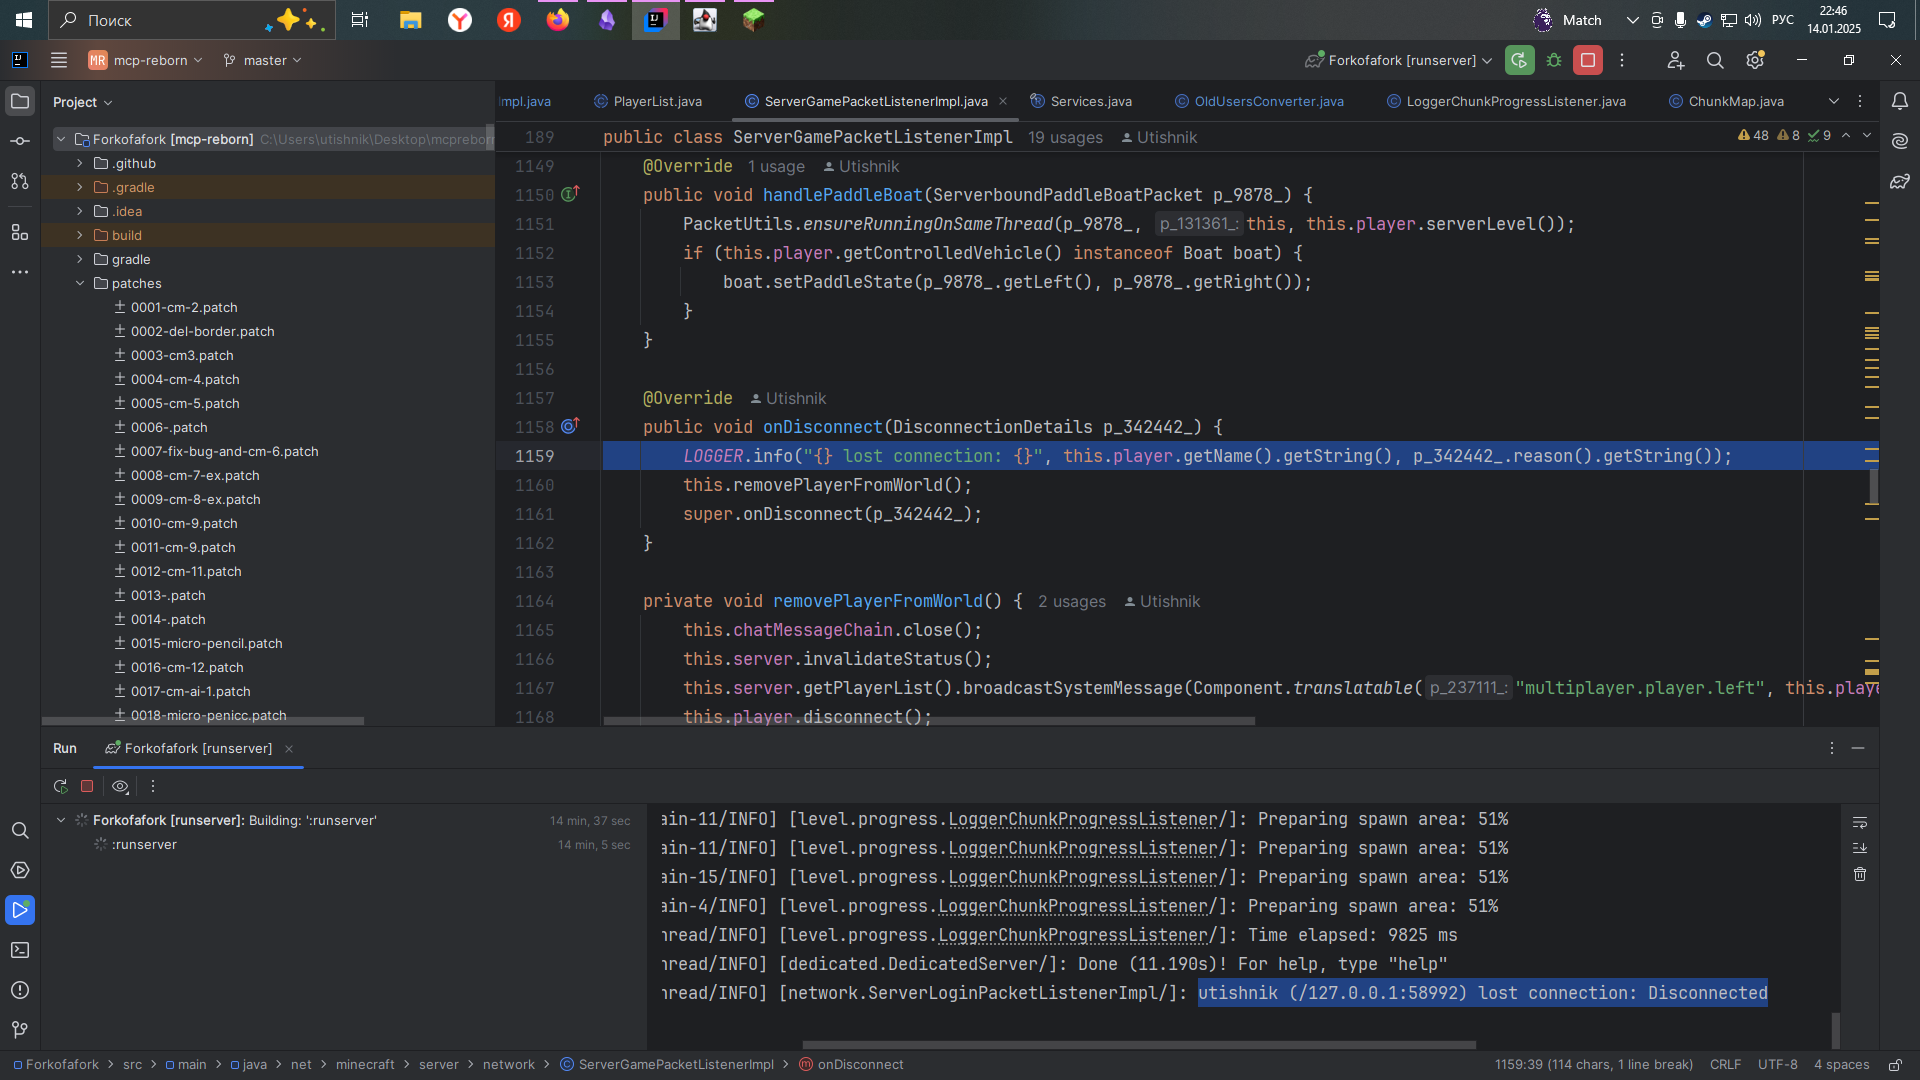 Поиск
Match
РУС
22:46
14.01.2025
MR mcp-reborn
master
Forkofafork [runserver]
Project
Impl.java
PlayerList.java
ServerGamePacketListenerImpl.java
Services.java
OldUsersConverter.java
LoggerChunkProgressListener.java
ChunkMap.java
Forkofafork [mcp-reborn] C:\Users\utishnik\Desktop\mcprebor
.github
.gradle
.idea
build
gradle
patches
0001-cm-2.patch
0002-del-border.patch
0003-cm3.patch
0004-cm-4.patch
0005-cm-5.patch
0006-.patch
0007-fix-bug-and-cm-6.patch
0008-cm-7-ex.patch
0009-cm-8-ex.patch
0010-cm-9.patch
0011-cm-9.patch
0012-cm-11.patch
0013-.patch
0014-.patch
0015-micro-pencil.patch
0016-cm-12.patch
0017-cm-ai-1.patch
0018-micro-penicc.patch
189 public class ServerGamePacketListenerImpl 19 usages Utishnik
48 8 9
1149 @Override 1 usage Utishnik
1150 public void handlePaddleBoat(ServerboundPaddleBoatPacket p_9878_) {
1151 PacketUtils.ensureRunningOnSameThread(p_9878_, p_131361_: this, this.player.serverLevel());
1152 if (this.player.getControlledVehicle() instanceof Boat boat) {
1153 boat.setPaddleState(p_9878_.getLeft(), p_9878_.getRight());
1154 }
1155 }
1156
1157 @Override Utishnik
1158 public void onDisconnect(DisconnectionDetails p_342442_) {
1159 LOGGER.info("{} lost connection: {}", this.player.getName().getString(), p_342442_.reason().getString());
1160 this.removePlayerFromWorld();
1161 super.onDisconnect(p_342442_);
1162 }
1163
1164 private void removePlayerFromWorld() { 2 usages Utishnik
1165 this.chatMessageChain.close();
1166 this.server.invalidateStatus();
1167 this.server.getPlayerList().broadcastSystemMessage(Component.translatable( p_237111_: "multiplayer.player.left", this.playe
1168 this.player.disconnect();
Run
Forkofafork [runserver]
Forkofafork [runserver]: Building: ':runserver' 14 min, 37 sec
:runserver 14 min, 5 sec
ain-11/INFO] [level.progress.LoggerChunkProgressListener/]: Preparing spawn area: 51%
ain-11/INFO] [level.progress.LoggerChunkProgressListener/]: Preparing spawn area: 51%
ain-15/INFO] [level.progress.LoggerChunkProgressListener/]: Preparing spawn area: 51%
ain-4/INFO] [level.progress.LoggerChunkProgressListener/]: Preparing spawn area: 51%
hread/INFO] [level.progress.LoggerChunkProgressListener/]: Time elapsed: 9825 ms
hread/INFO] [dedicated.DedicatedServer/]: Done (11.190s)! For help, type "help"
hread/INFO] [network.ServerLoginPacketListenerImpl/]: utishnik (/127.0.0.1:58992) lost connection: Disconnected
Forkofafork > src > main > java > net > minecraft > server > network > ServerGamePacketListenerImpl > onDisconnect
1159:39 (114 chars, 1 line break) CRLF UTF-8 4 spaces